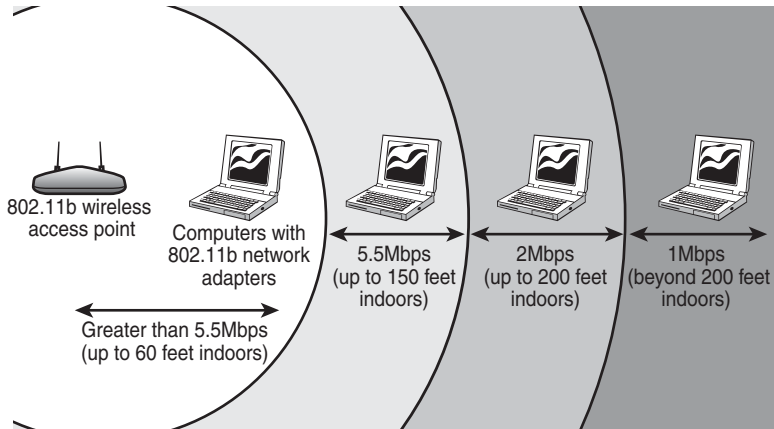 802.11b wireless
access point
Computers with
802.11b network
adapters
Greater than 5.5Mbps
(up to 60 feet indoors)
5.5Mbps
(up to 150 feet
indoors)
2Mbps
(up to 200 feet
indoors)
1Mbps
(beyond 200 feet
indoors)